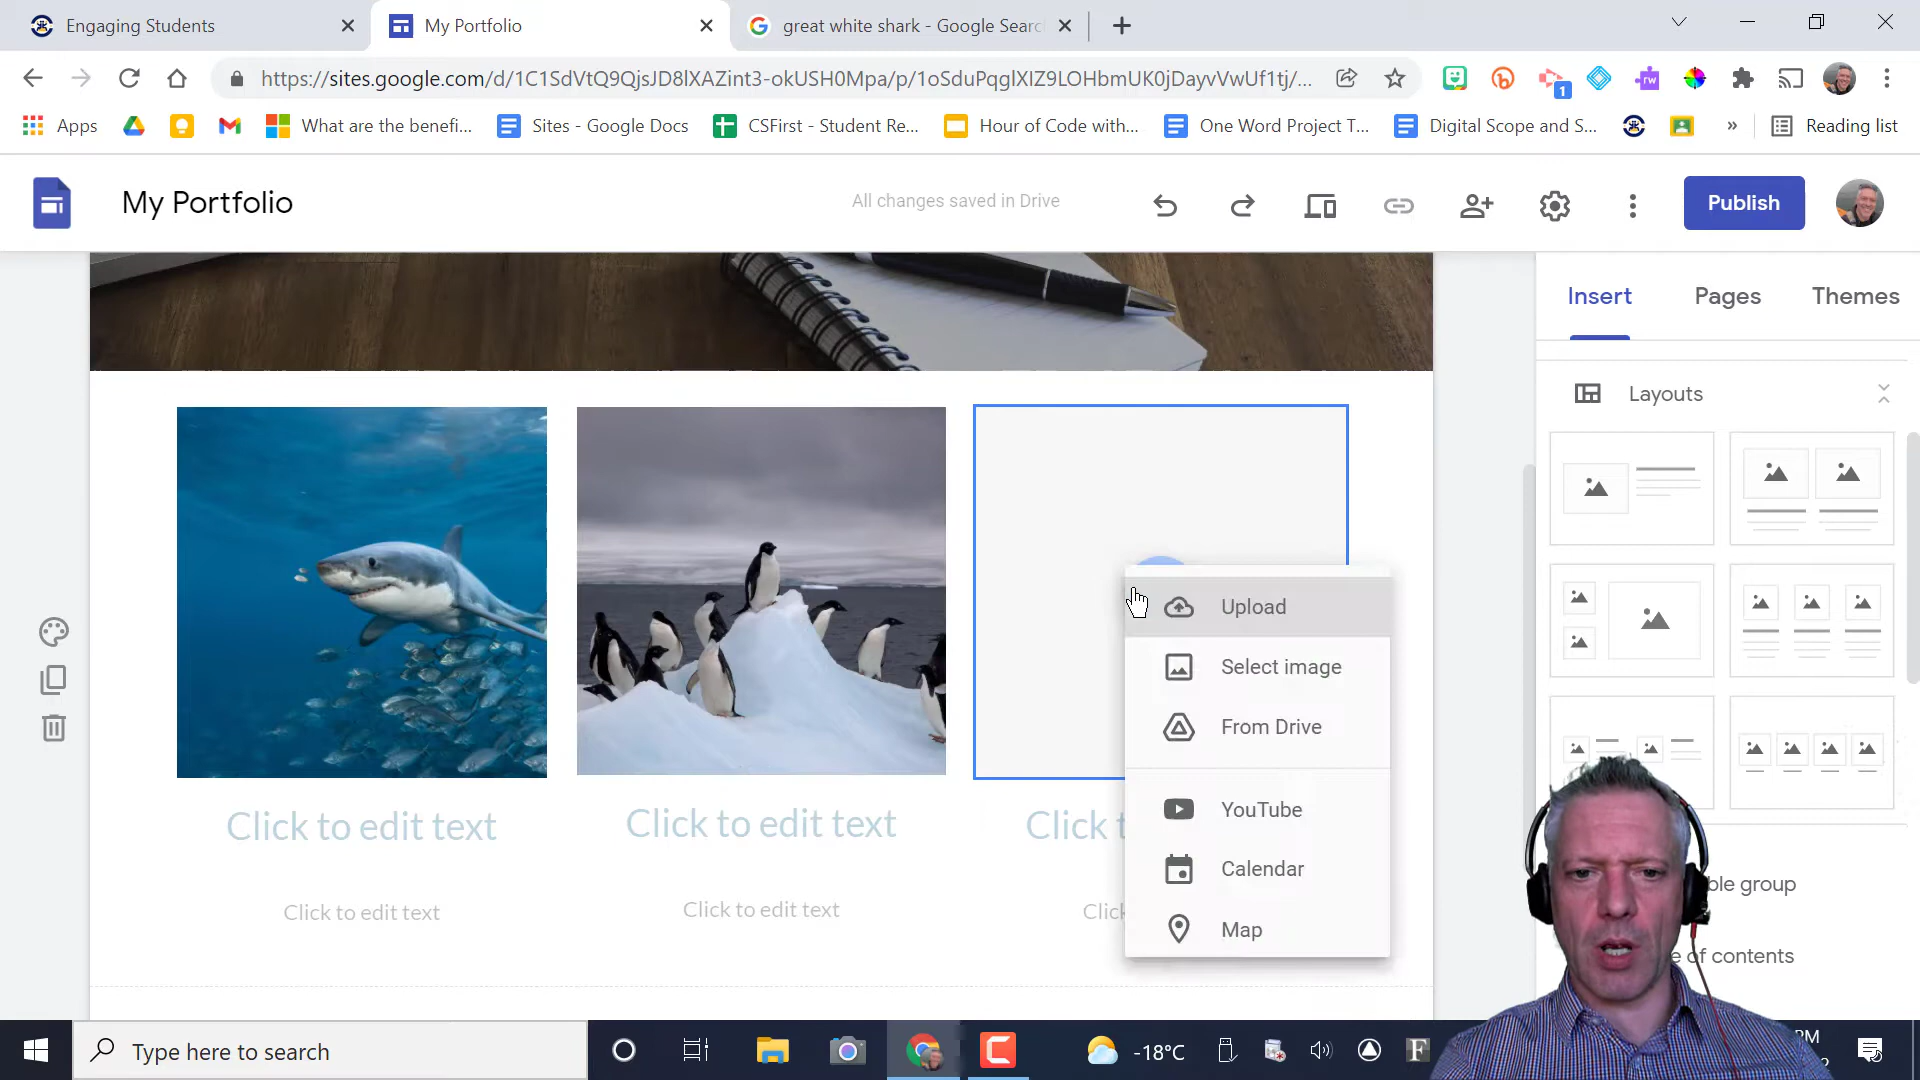 Engaging Students
My Portfolio
great white shark - Google Searc
https://sites.google.com/d/1C1SdVtQ9QjsJD8lXAZint3-okUSH0Mpa/p/1oSduPqglXIZ9LOHbmUK0jDayvVwUf1tj/...
1
rw
Apps
What are the benefi...
Sites - Google Docs
CSFirst - Student Re...
Hour of Code with...
One Word Project T...
Digital Scope and S...
»
Reading list
My Portfolio
All changes saved in Drive
Publish
Insert
Pages
Themes
Layouts
Upload
Select image
From Drive
YouTube
Calendar
Map
Click to edit text
Click to edit text
Click t
Click to edit text
Click to edit text
Clic
ble group
e of contents
Type here to search
-18°C
PM